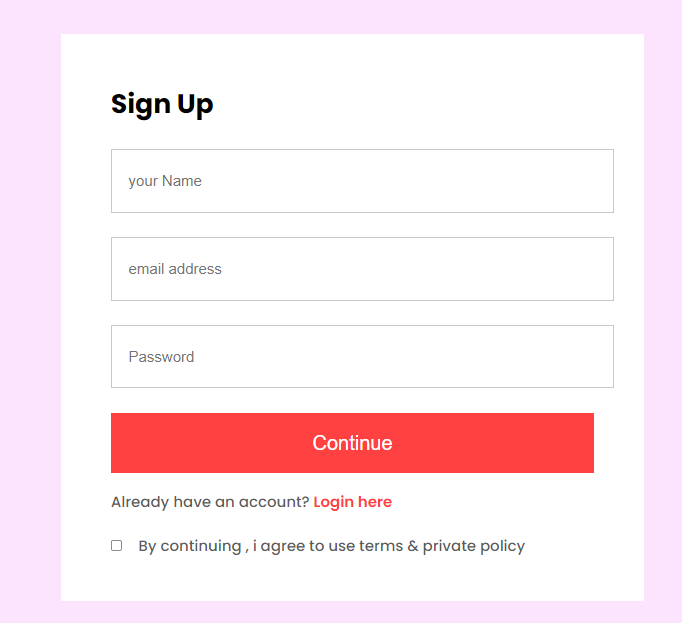 Sign Up
your Name
email address
Password
Continue
Already have an account? Login here
By continuing , i agree to use terms & private policy